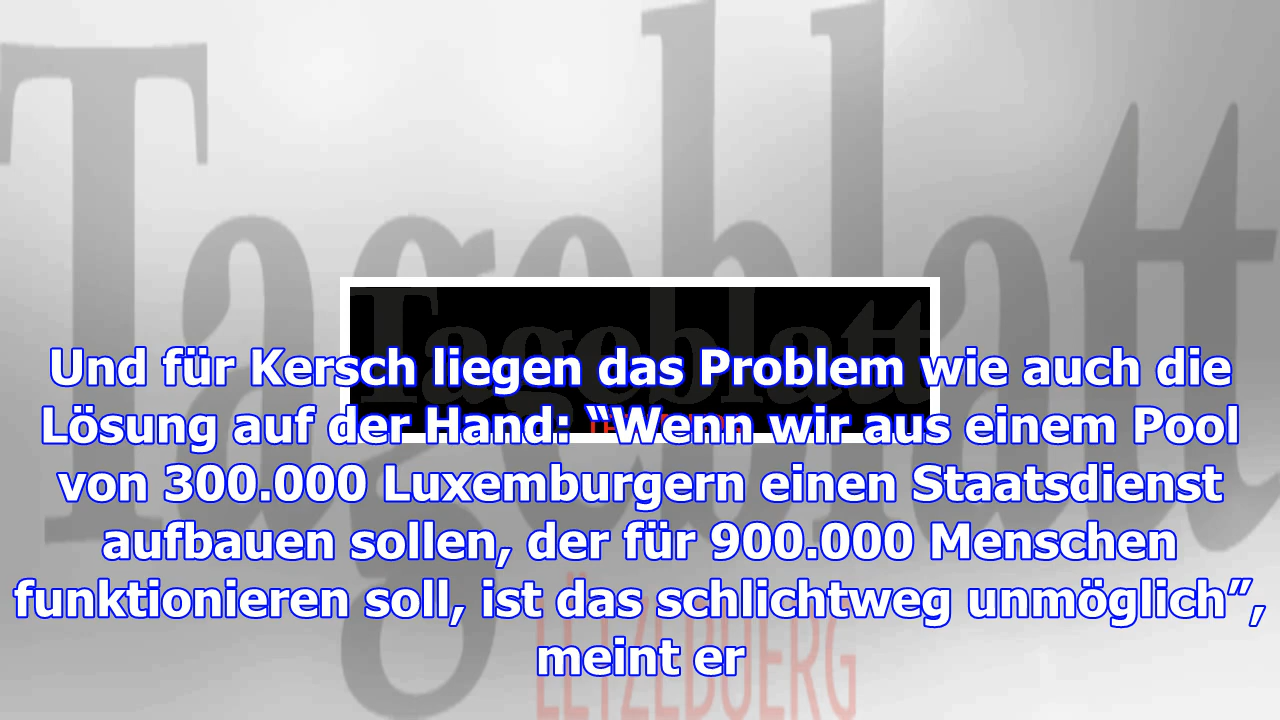 Tageblatt
LËTZEBUERG
Tageblatt
Und für Kersch liegen das Problem wie auch die
Lösung auf der Hand: “Wenn wir aus einem Pool
von 300.000 Luxemburgern einen Staatsdienst
aufbauen sollen, der für 900.000 Menschen
funktionieren soll, ist das schlichtweg unmöglich”,
meint er